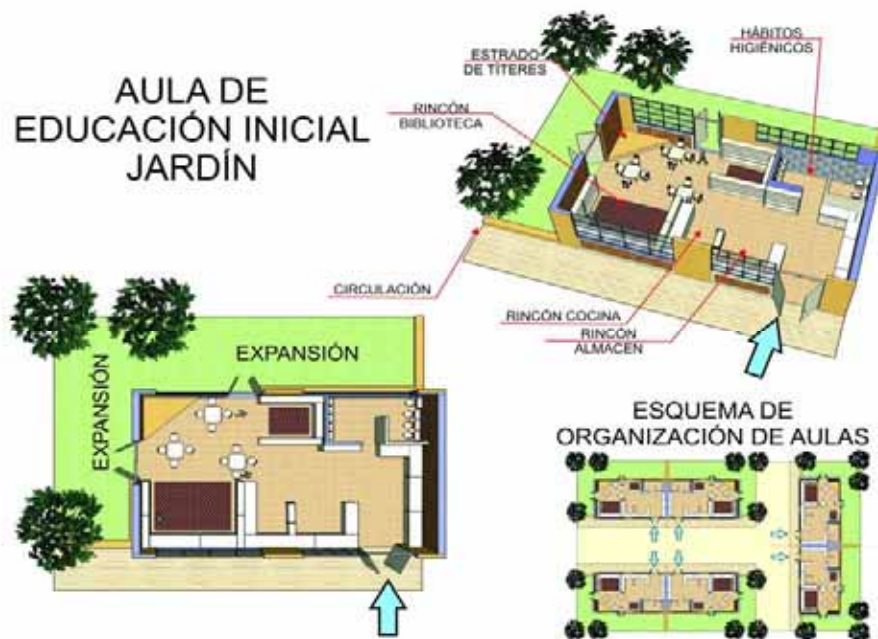 AULA DE
EDUCACIÓN INICIAL
JARDÍN
ESTRADO
DE TÍTERES
HÁBITOS
HIGIÉNICOS
RINCÓN
BIBLIOTECA
CIRCULACIÓN
RINCÓN COCINA
RINCÓN
ALMACEN
EXPANSIÓN
EXPANSIÓN
ESQUEMA DE
ORGANIZACIÓN DE AULAS